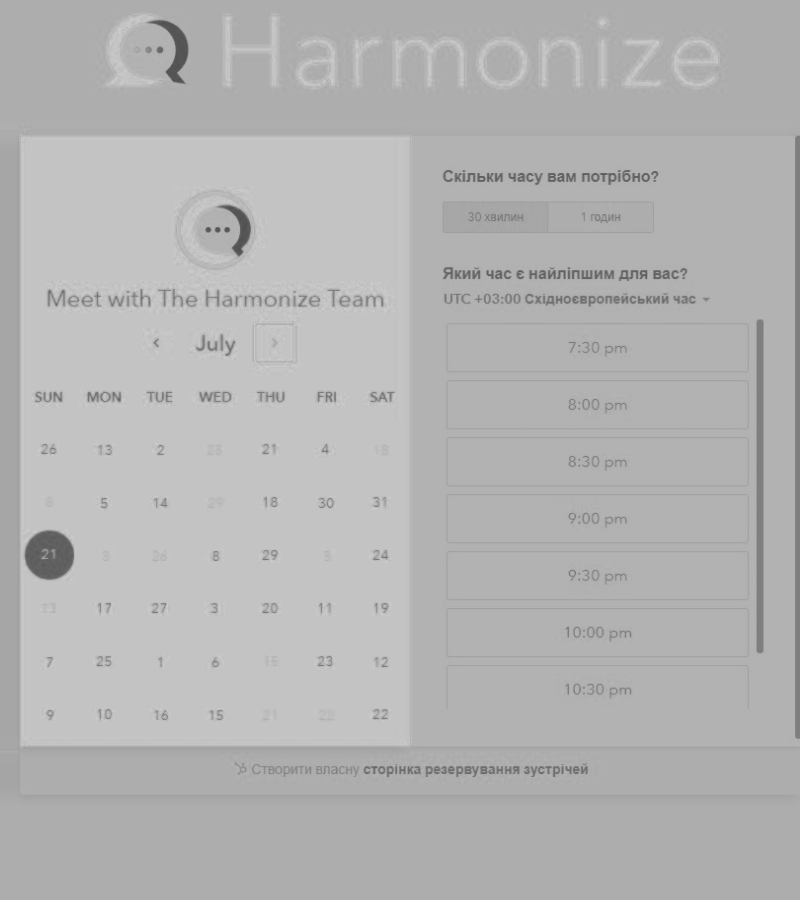 Harmonize
Meet with The Harmonize Team
July
SUN MON TUE WED THU FRI SAT
26 13 2 21 4
5 14 29 18 30 31
21 8 26 8 29 24
17 27 3 20 11 19
7 25 1 6 15 23 12
9 10 16 15 21 22 22
Скільки часу вам потрібно?
30 хвилин 1 годин
Який час є найліпшим для вас?
UTC +03:00 Східноєвропейський час
7:30 pm
8:00 pm
8:30 pm
9:00 pm
9:30 pm
10:00 pm
10:30 pm
Створити власну сторінка резервування зустрічей